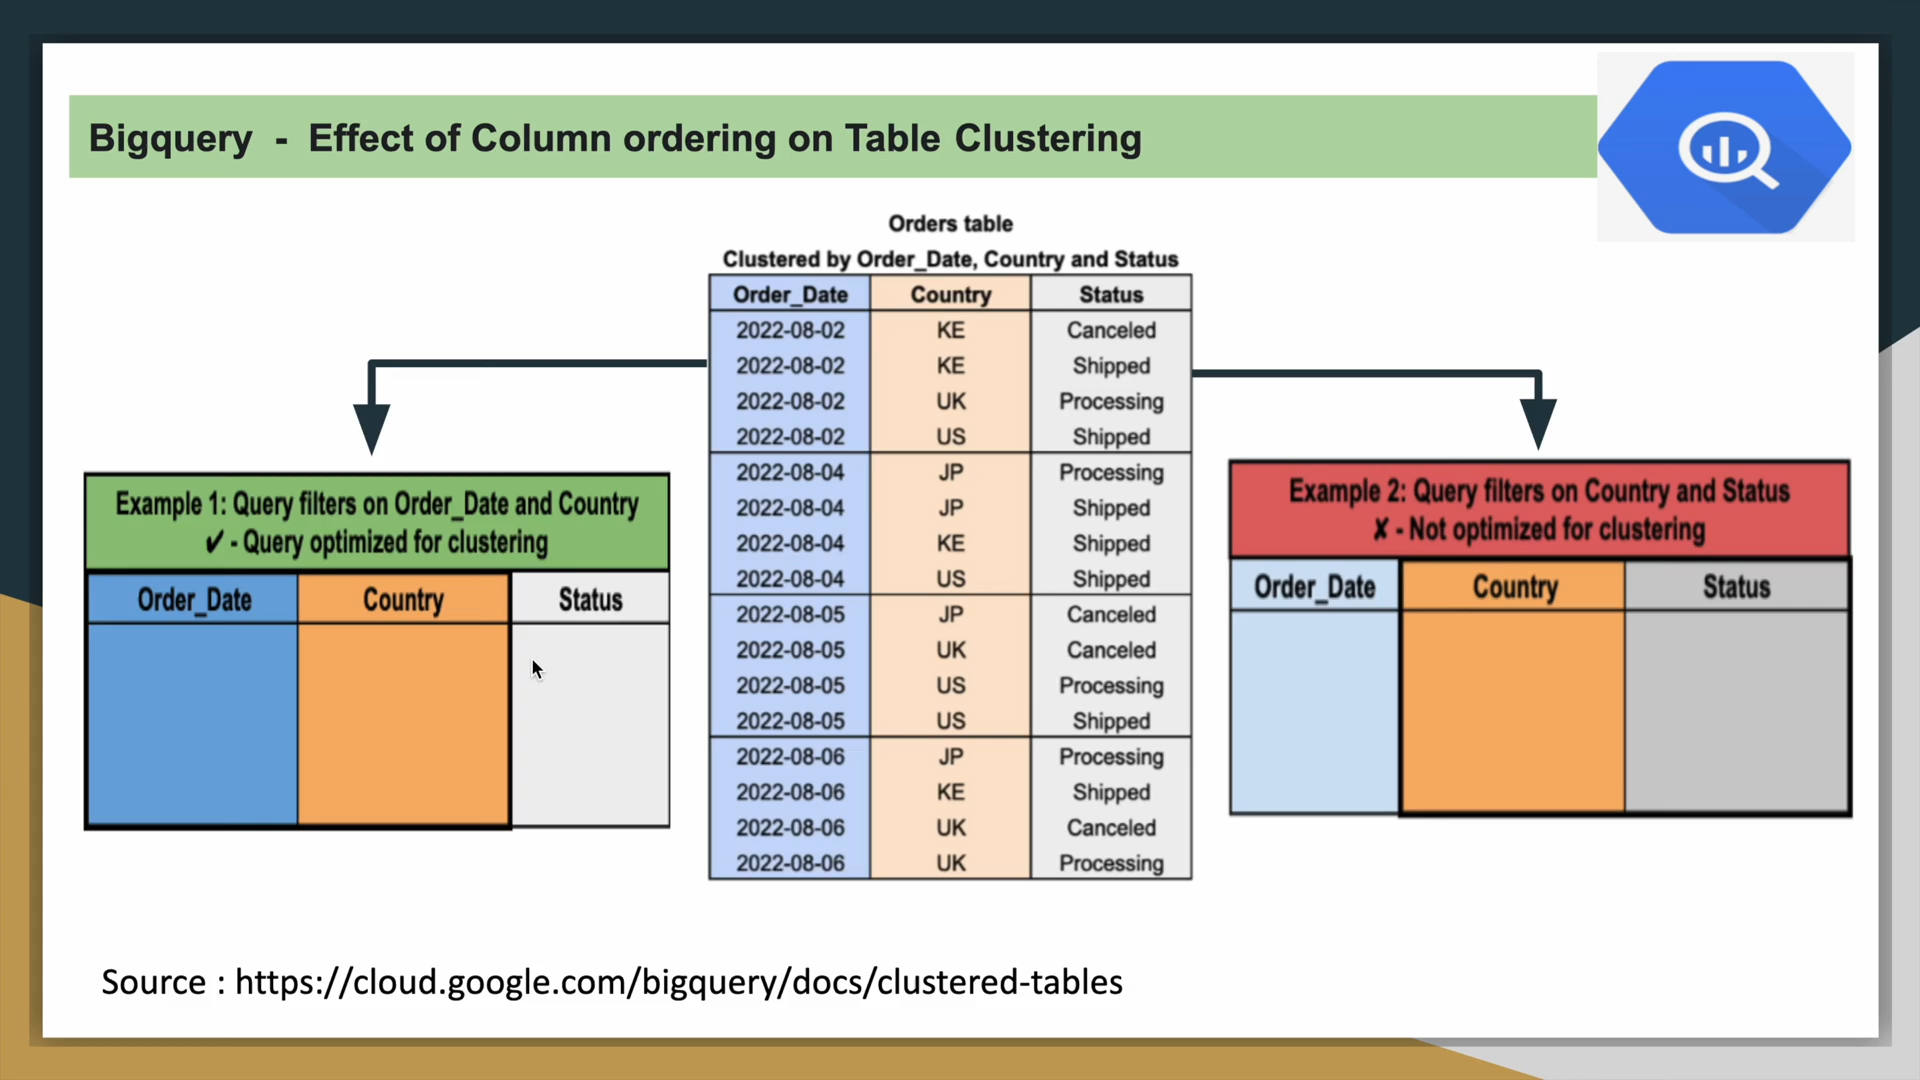 Bigquery - Effect of Column ordering on Table Clustering
Orders table
Clustered by Order_Date, Country and Status
Order_Date Country Status
2022-08-02 KE Canceled
2022-08-02 KE Shipped
2022-08-02 UK Processing
2022-08-02 US Shipped
2022-08-04 JP Processing
2022-08-04 JP Shipped
2022-08-04 KE Shipped
2022-08-04 US Shipped
2022-08-05 JP Canceled
2022-08-05 UK Canceled
2022-08-05 US Processing
2022-08-05 US Shipped
2022-08-06 JP Processing
2022-08-06 KE Shipped
2022-08-06 UK Canceled
2022-08-06 UK Processing
Example 1: Query filters on Order_Date and Country
✔ - Query optimized for clustering
Order_Date Country Status
Example 2: Query filters on Country and Status
✘ - Not optimized for clustering
Order_Date Country Status
Source : https://cloud.google.com/bigquery/docs/clustered-tables